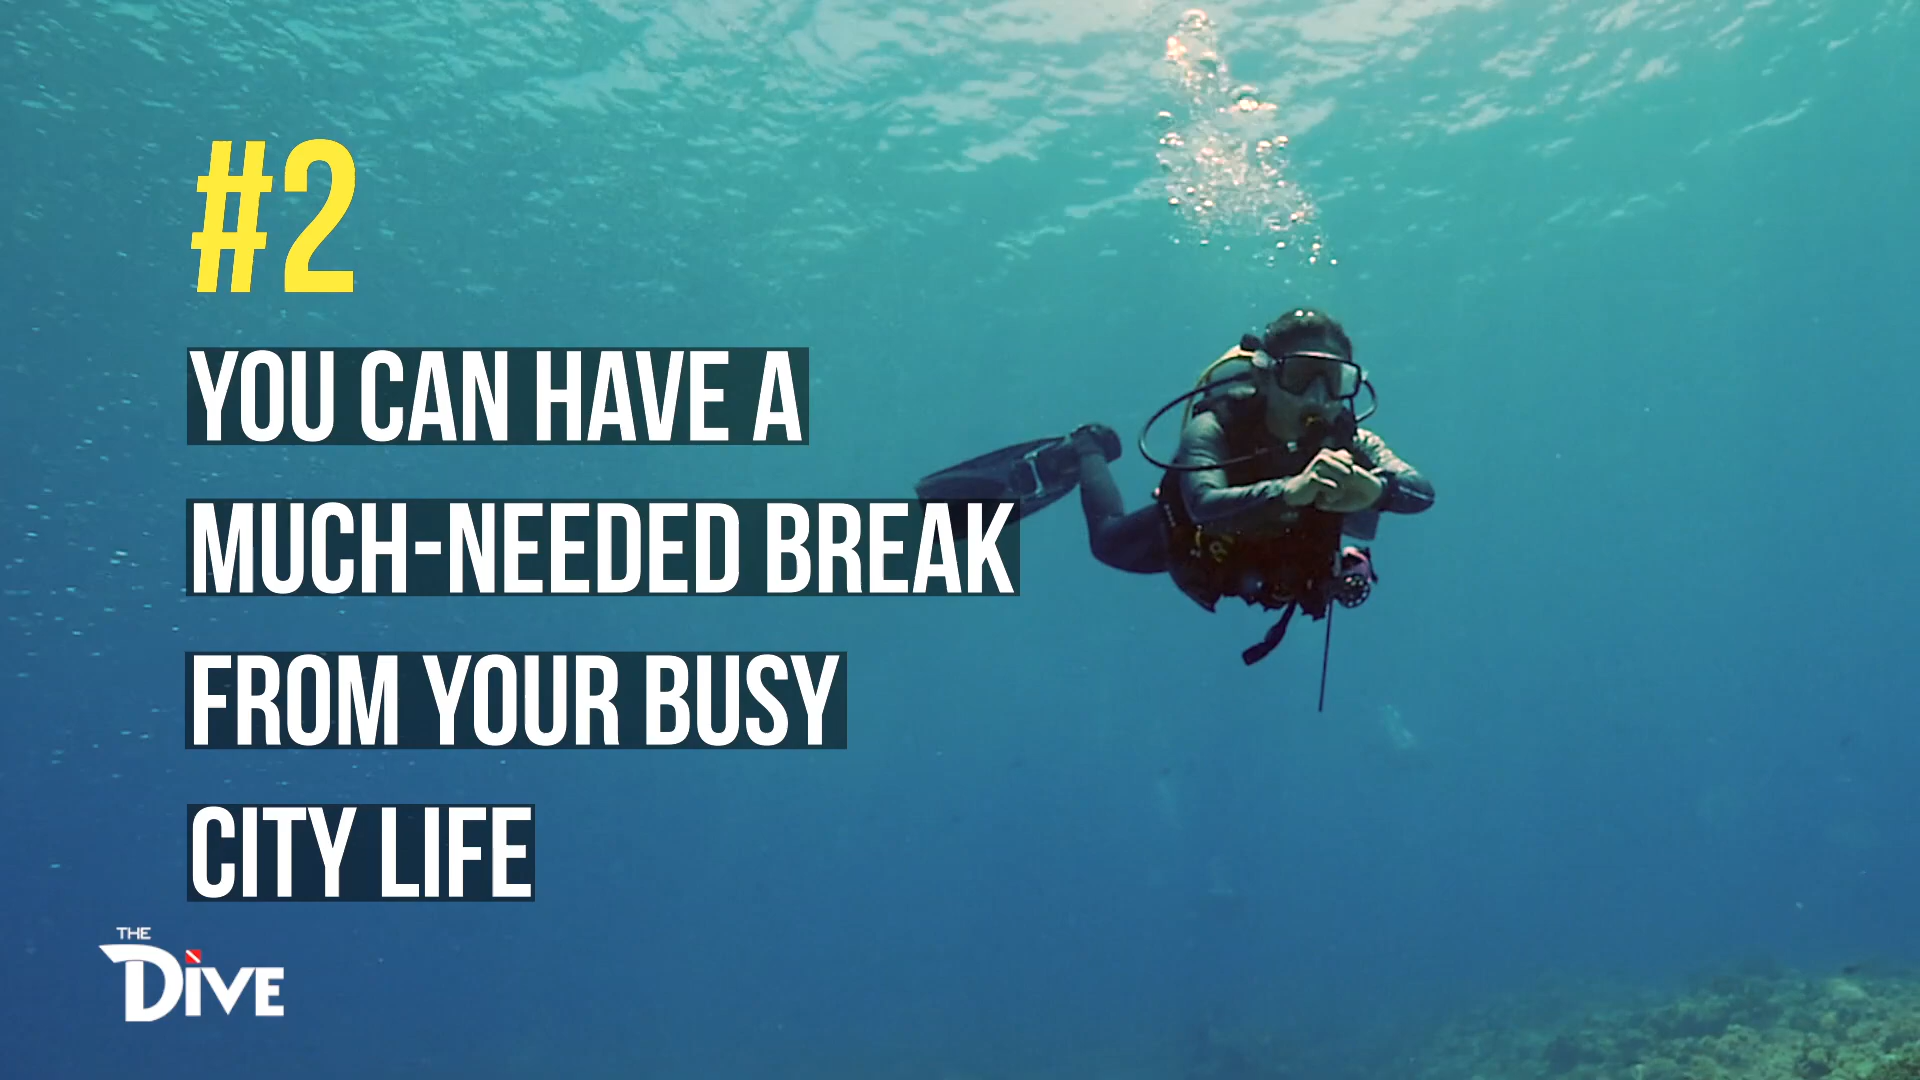 #2
YOU CAN HAVE A
MUCH-NEEDED BREAK
FROM YOUR BUSY
CITY LIFE
THE
DIVE